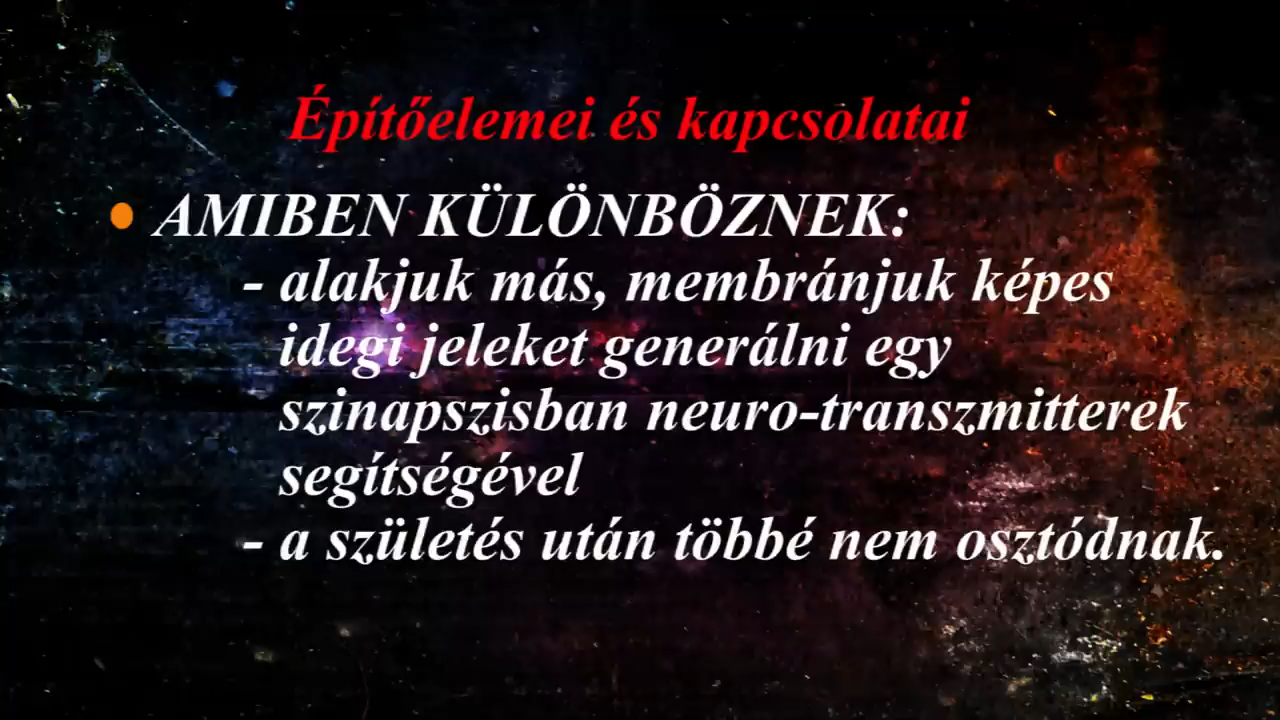 Építőelemei és kapcsolatai
• AMIBEN KÜLÖNBÖZNEK:
- alakjuk más, membránjuk képes
idegi jeleket generálni egy
szinapszisban neuro-transzmitterek
segítségével
- a születés után többé nem osztódnak.